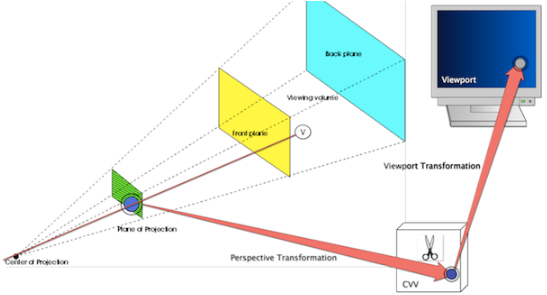 Back plane
Viewport
Viewing volume
Front plane
V
Viewport Transformation
Plane of Projection
Perspective Transformation
Center of Projection
CVV